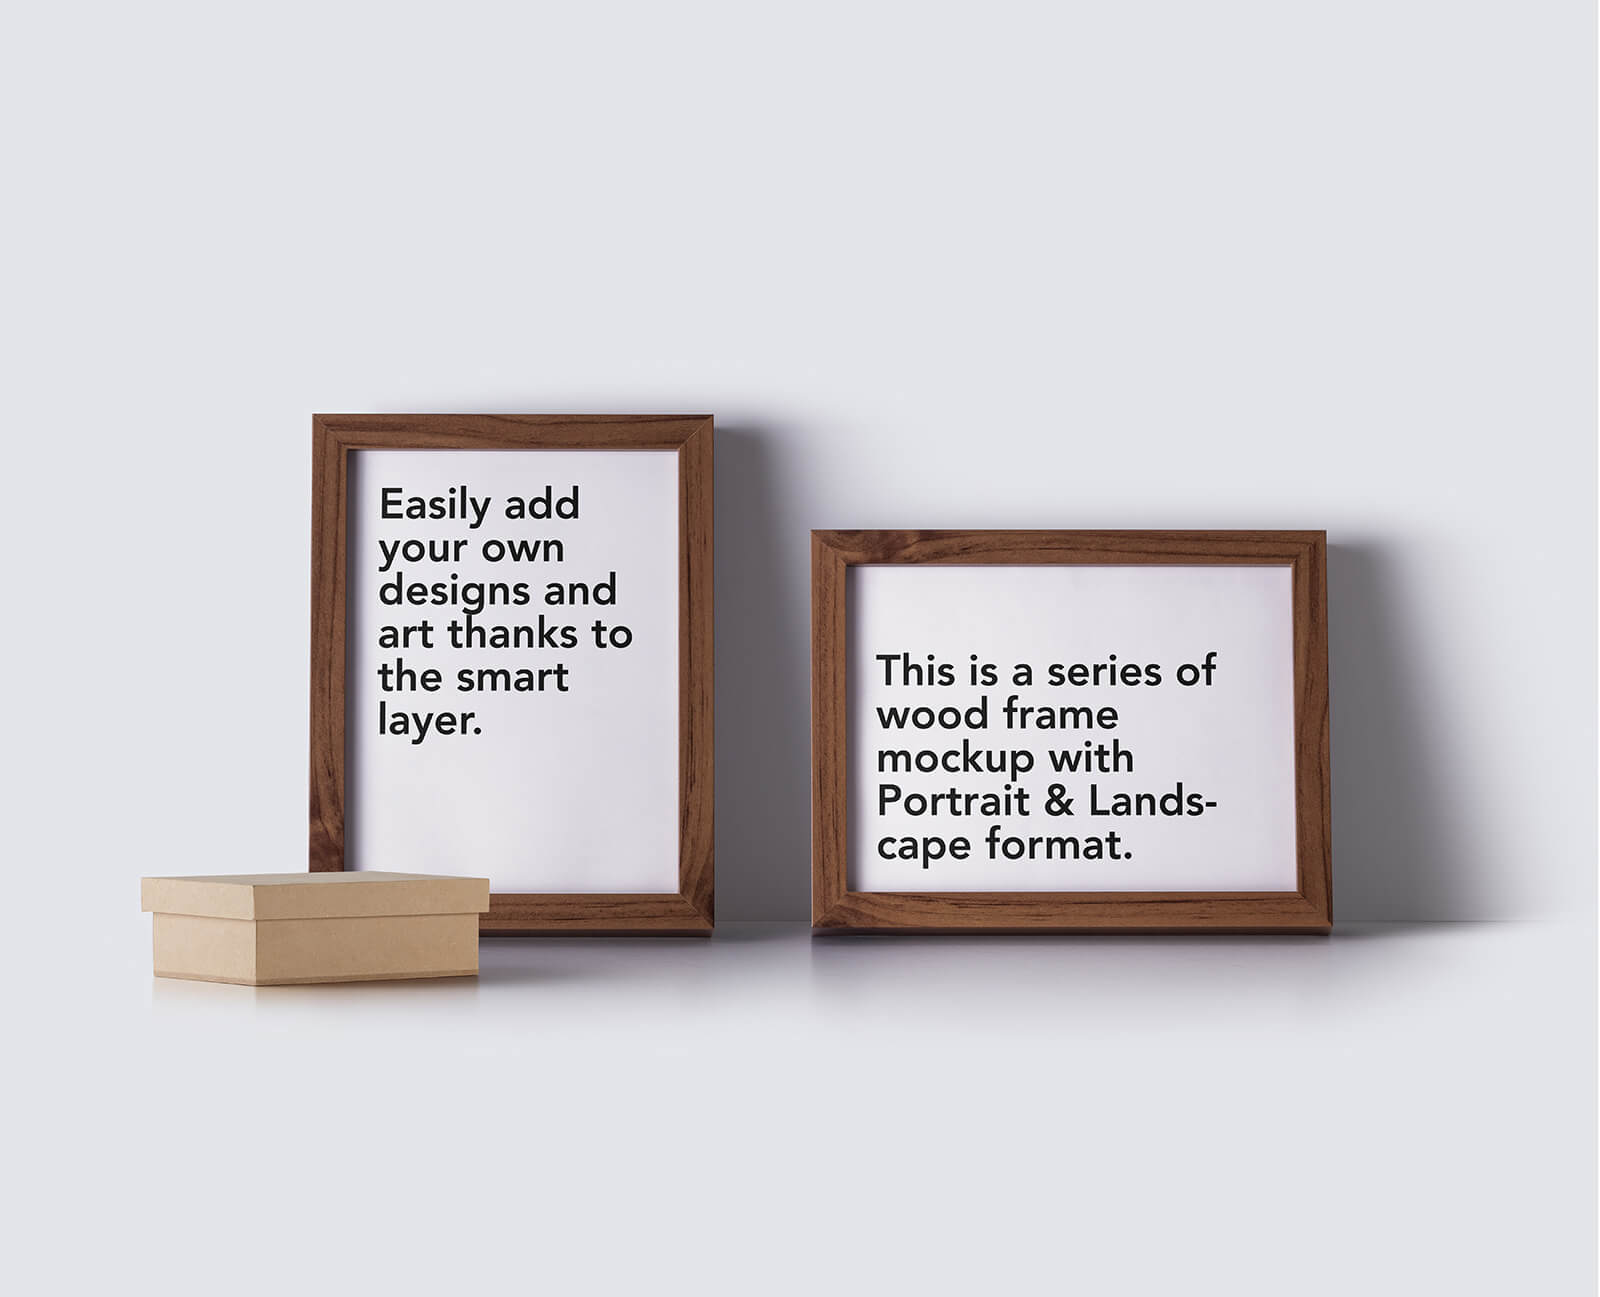 Easily add
your own
designs and
art thanks to
the smart
layer.
This is a series of
wood frame
mockup with
Portrait & Lands-
cape format.